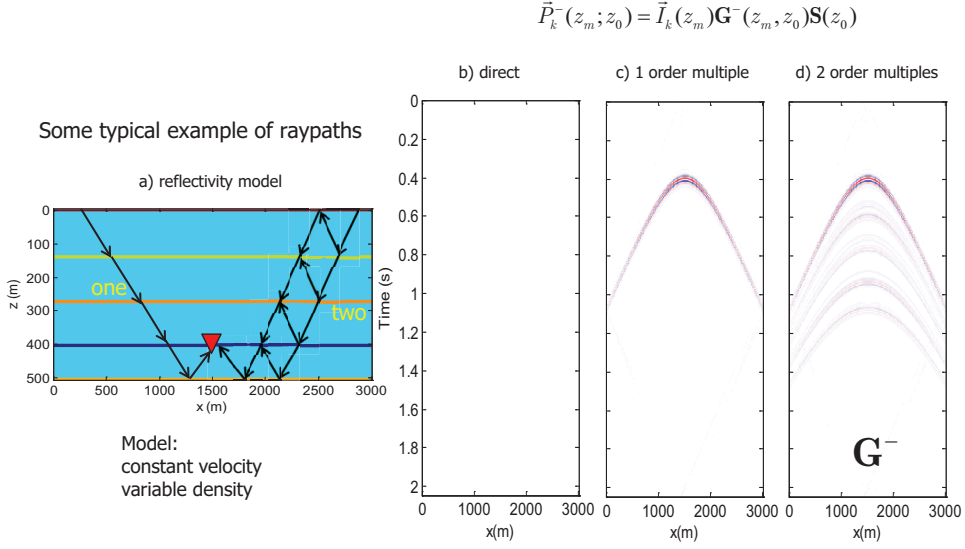 P⃗ₖ⁻(zₘ;z₀) = I⃗ₖ(zₘ)G⁻(zₘ,z₀)S(z₀)
b) direct
c) 1 order multiple
d) 2 order multiples
Some typical example of raypaths
a) reflectivity model
z (m)
0
100
200
300
400
500
one
two
0
500
1000
1500
2000
2500
3000
x (m)
Model:
constant velocity
variable density
Time (s)
0
0.2
0.4
0.6
0.8
1
1.2
1.4
1.6
1.8
2
0
1000
2000
3000
x(m)
0
1000
2000
3000
x(m)
G⁻
0
1000
2000
3000
x(m)